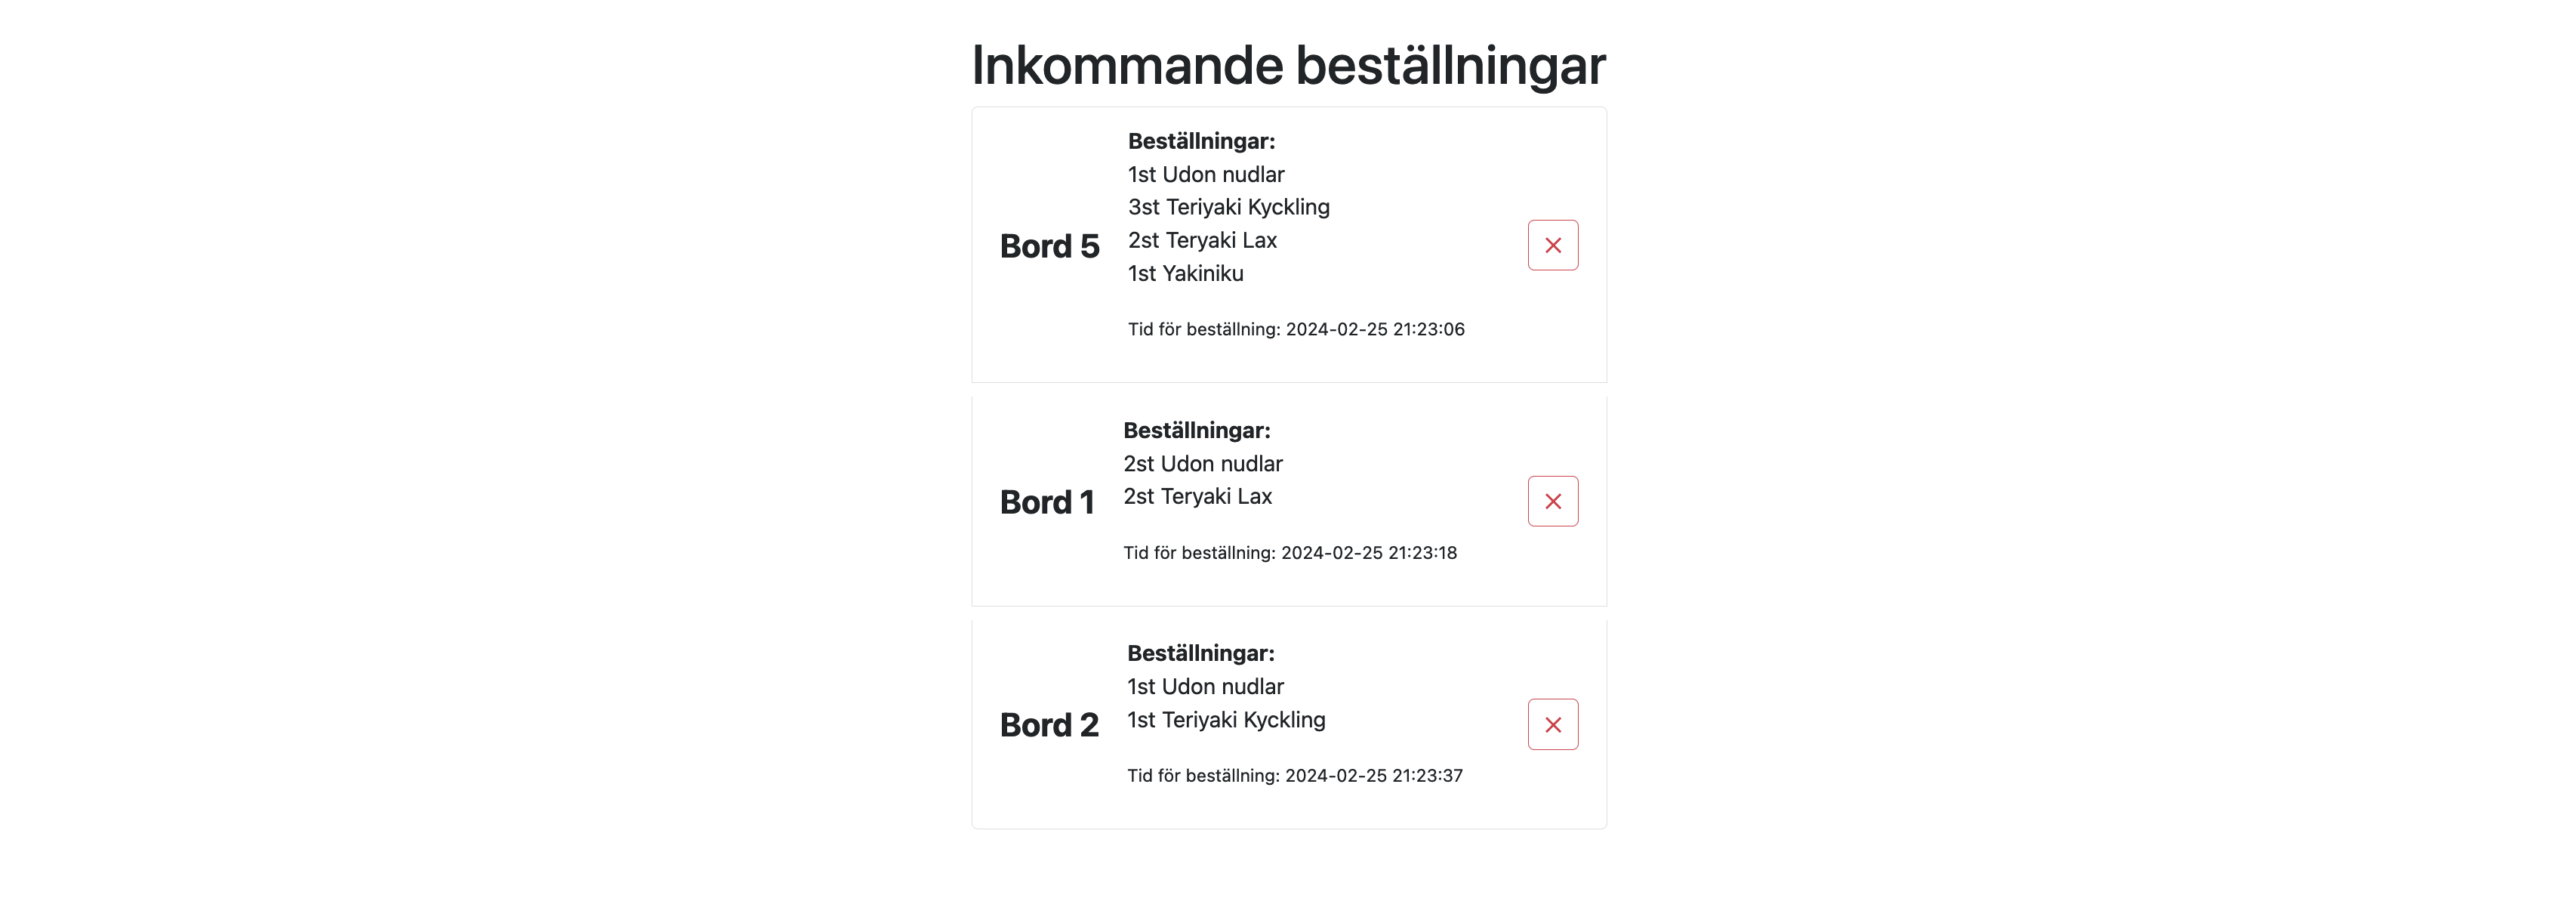 Inkommande beställningar
Bord 5
Beställningar:
1st Udon nudlar
3st Teriyaki Kyckling
2st Teryaki Lax
1st Yakiniku
Tid för beställning: 2024-02-25 21:23:06
Bord 1
Beställningar:
2st Udon nudlar
2st Teryaki Lax
Tid för beställning: 2024-02-25 21:23:18
Bord 2
Beställningar:
1st Udon nudlar
1st Teriyaki Kyckling
Tid för beställning: 2024-02-25 21:23:37